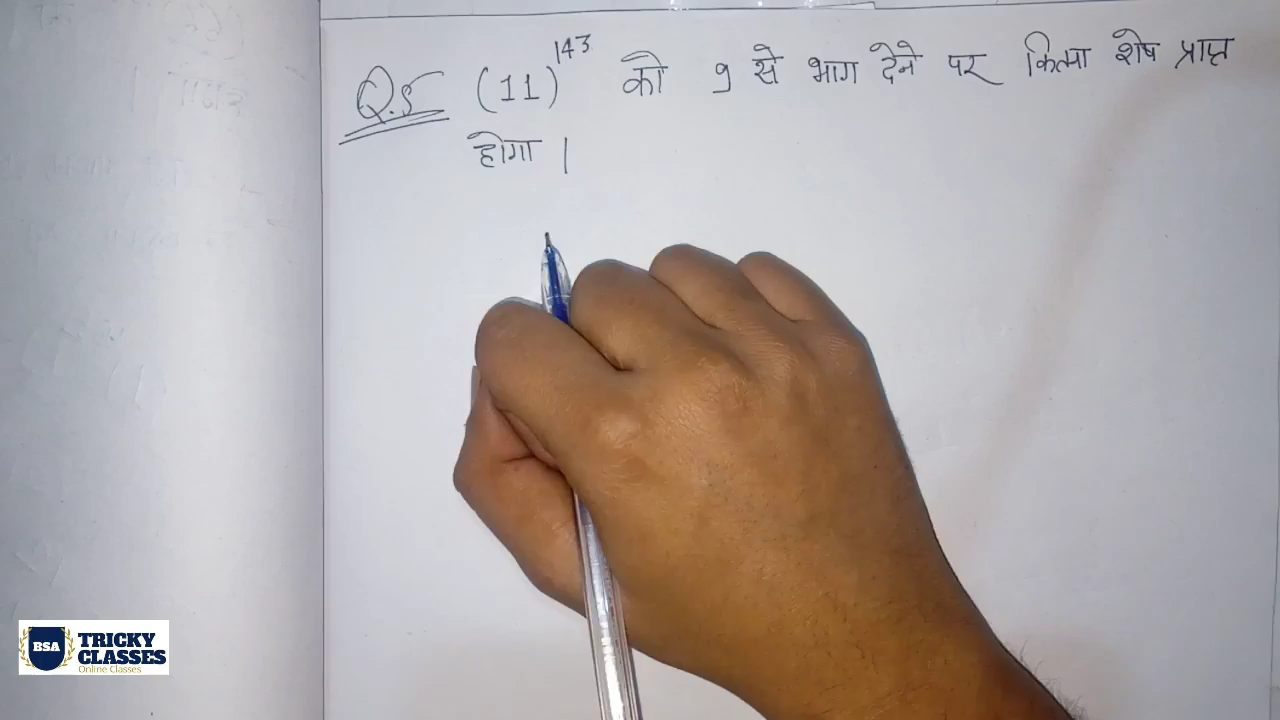 Q.5 (11)^143 को 9 से भाग देने पर कितना शेष प्राप्त
होगा |
BSA
TRICKY
CLASSES
Online Classes